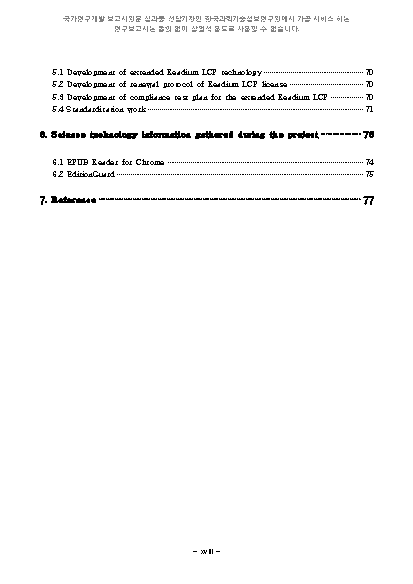 국가연구개발 보고서원문 성과물 전담기관인 한국과학기술정보연구원에서 가공·서비스 하는
연구보고서는 동의 없이 상업적 용도로 사용할 수 없습니다.
5.1 Development of extended Readium LCP technology 70
5.2 Development of renewal protocol of Readium LCP license 70
5.3 Development of compliance test plan for the extended Readium LCP 70
5.4 Standardization work 71
6. Science technology information gathered during the project 73
6.1 EPUB Reader for Chrome 74
6.2 EditionGuard 75
7. Reference 77
- xviii -